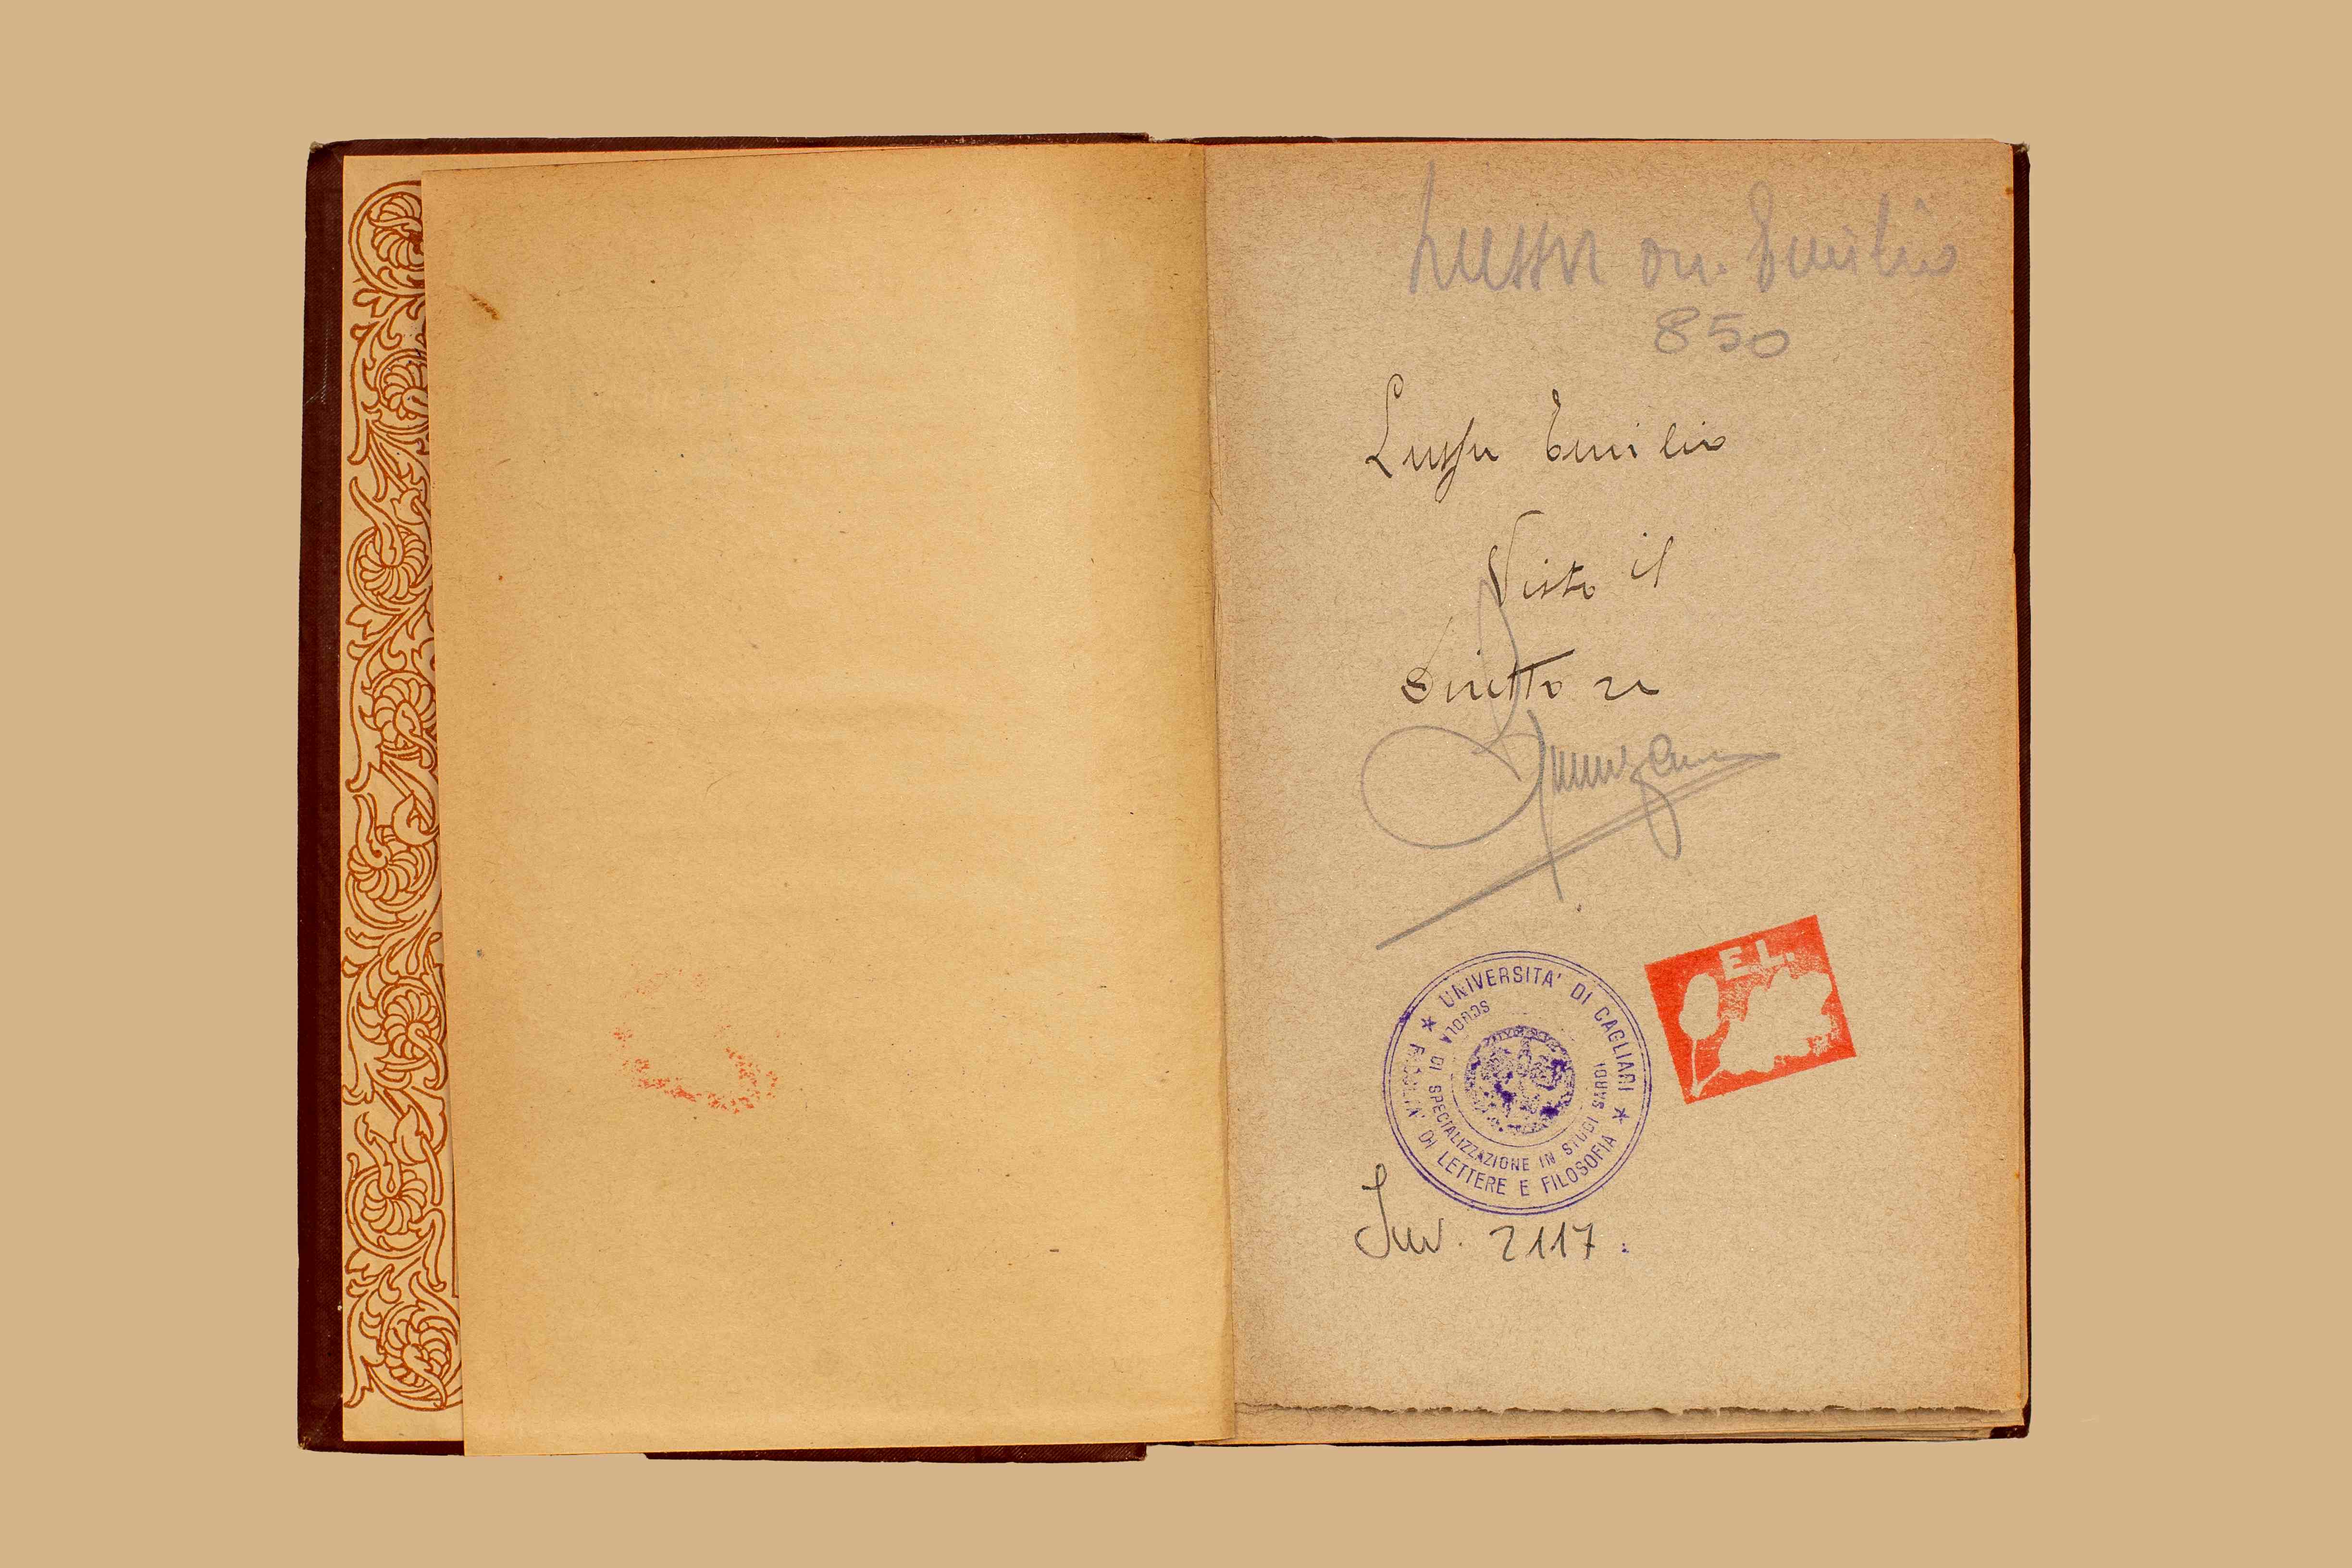 Lussu on. Emilio
850
Lussu Emilio
Visto il
Direttore
★ UNIVERSITA' DI CAGLIARI ★
FACOLTA' DI LETTERE E FILOSOFIA
SCUOLA DI SPECIALIZZAZIONE IN STUDI SARDI
E.L.
Inv. 2117.